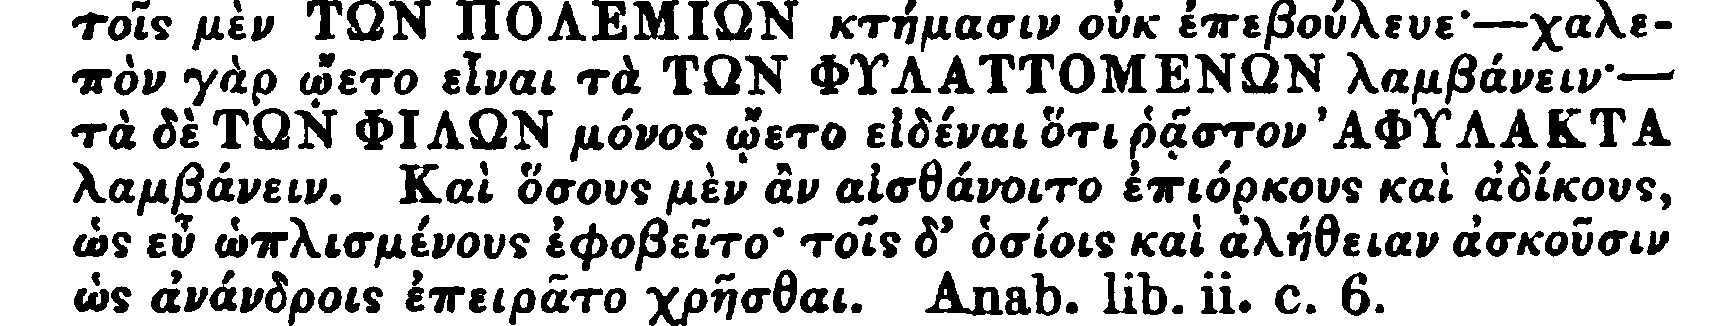 τοῖς μὲν ΤΩΝ ΠΟΛΕΜΙΩΝ κτήμασιν οὐκ ἐπεβούλευε·—χαλε-
πὸν γὰρ ᾤετο εἶναι τὰ ΤΩΝ ΦΥΛΑΤΤΟΜΕΝΩΝ λαμβάνειν·—
τὰ δὲ ΤΩΝ ΦΙΛΩΝ μόνος ᾤετο εἰδέναι ὅτι ῥᾷστον ᾿ΑΦΥΛΑΚΤΑ
λαμβάνειν. Καὶ ὅσους μὲν ἂν αἰσθάνοιτο ἐπιόρκους καὶ ἀδίκους,
ὡς εὖ ὡπλισμένους ἐφοβεῖτο· τοῖς δ’ ὁσίοις καὶ ἀλήθειαν ἀσκοῦσιν
ὡς ἀνάνδροις ἐπειρᾶτο χρῆσθαι. Anab. lib. ii. c. 6.